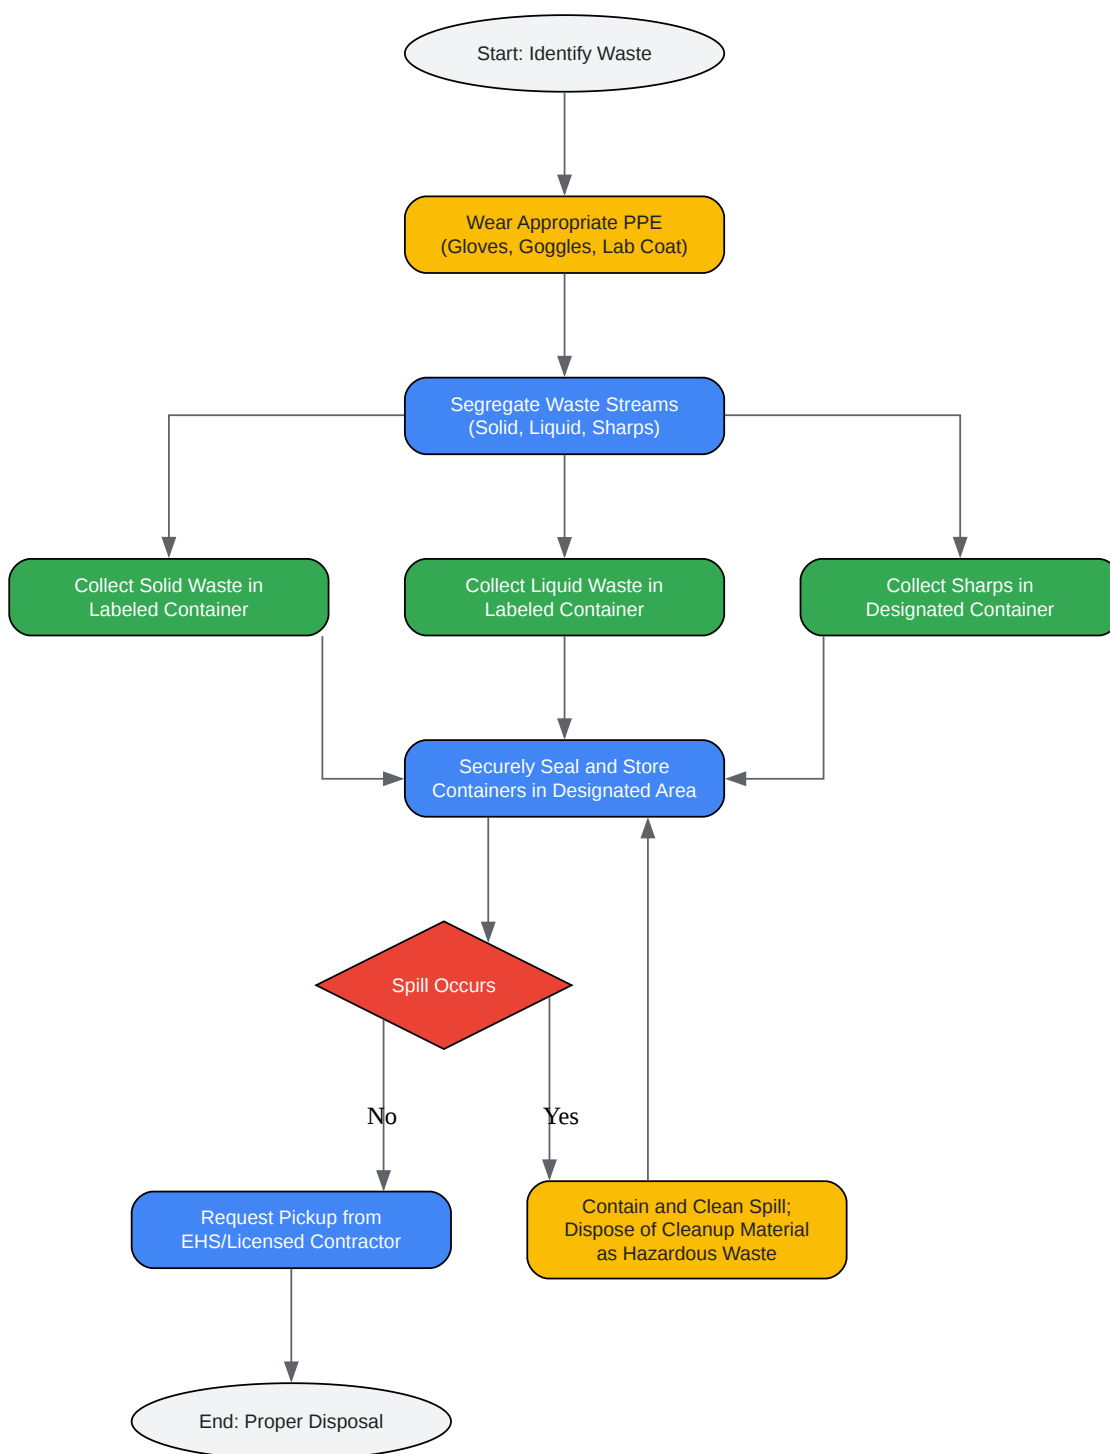 Start: Identify Waste
Wear Appropriate PPE
(Gloves, Goggles, Lab Coat)
Segregate Waste Streams
(Solid, Liquid, Sharps)
Collect Solid Waste in
Labeled Container
Collect Liquid Waste in
Labeled Container
Collect Sharps in
Designated Container
Securely Seal and Store
Containers in Designated Area
Spill Occurs
No
Yes
Request Pickup from
EHS/Licensed Contractor
Contain and Clean Spill;
Dispose of Cleanup Material
as Hazardous Waste
End: Proper Disposal